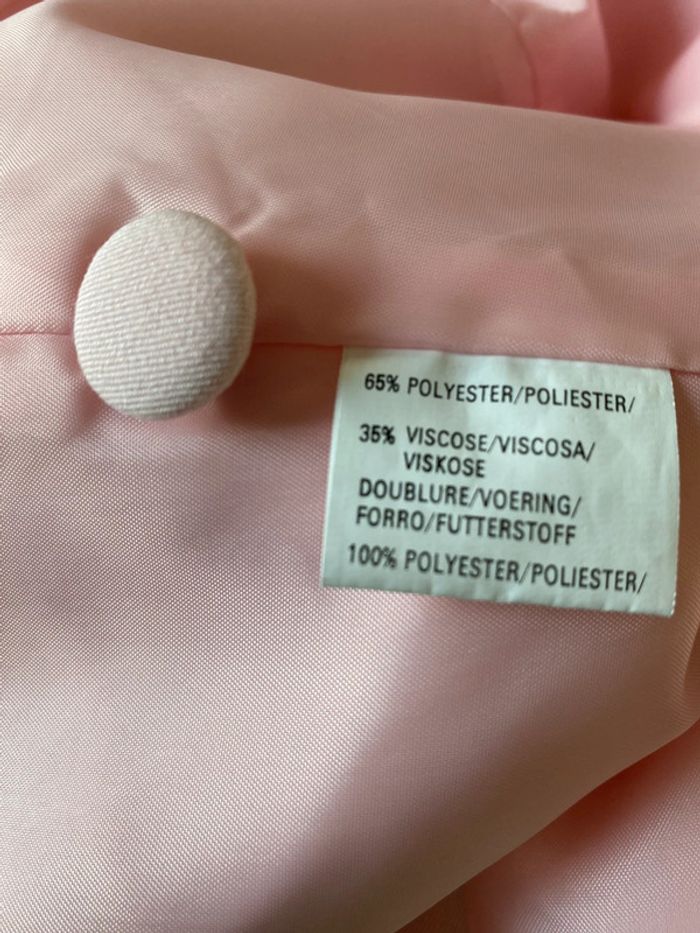 65% POLYESTER/POLIESTER/
35% VISCOSE/VISCOSA/
VISKOSE
DOUBLURE/VOERING/
FORRO/FUTTERSTOFF
100% POLYESTER/POLIESTER/